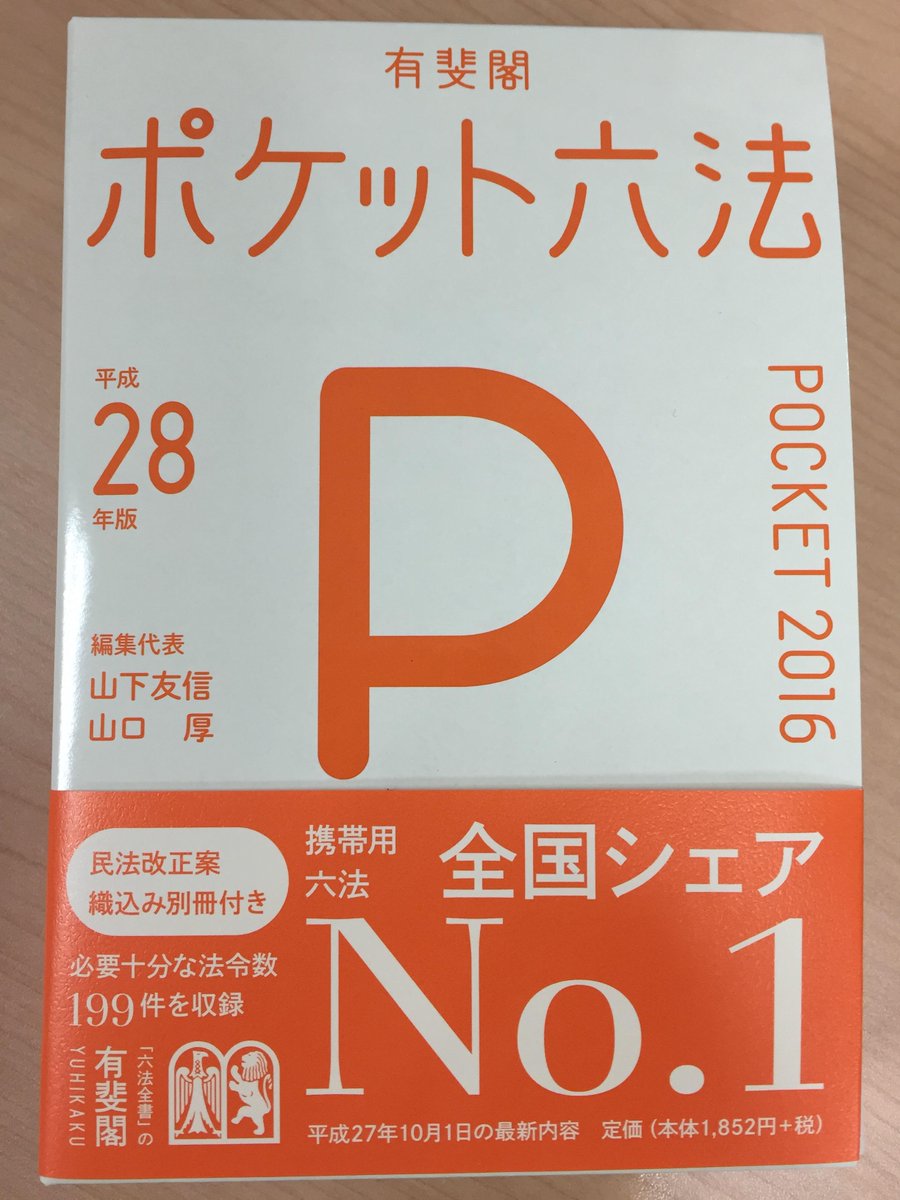 有斐閣
ポケット六法
平成
28
年版
POCKET 2016
P
編集代表
山下友信
山口 厚
民法改正案
織込み別冊付き
必要十分な法令数
199件を収録
「六法全書」の
有斐閣
YUHIKAKU
携帯用
六法
全国シェア
No.1
平成27年10月1日の最新内容 定価（本体1,852円+税）